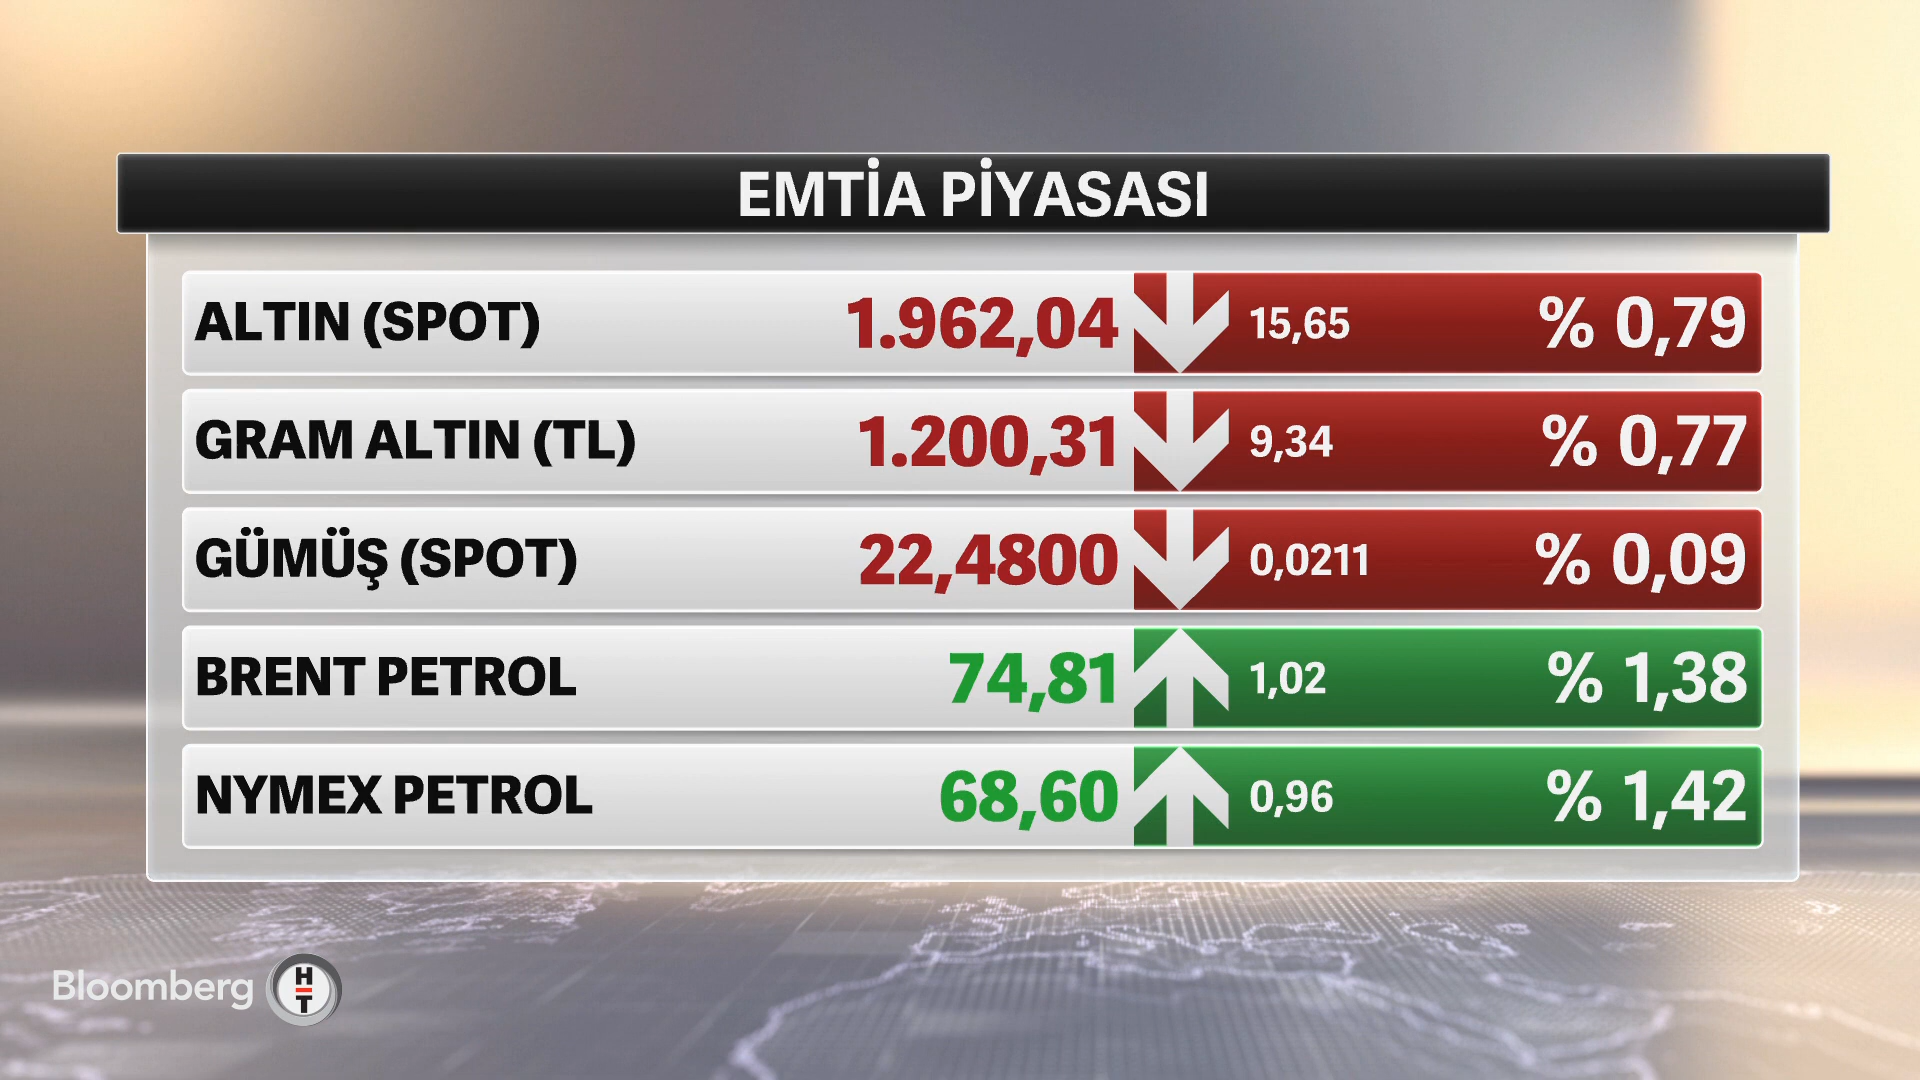 EMTİA PİYASASI
ALTIN (SPOT) 1.962,04 15,65 % 0,79
GRAM ALTIN (TL) 1.200,31 9,34 % 0,77
GÜMÜŞ (SPOT) 22,4800 0,0211 % 0,09
BRENT PETROL 74,81 1,02 % 1,38
NYMEX PETROL 68,60 0,96 % 1,42
Bloomberg HT